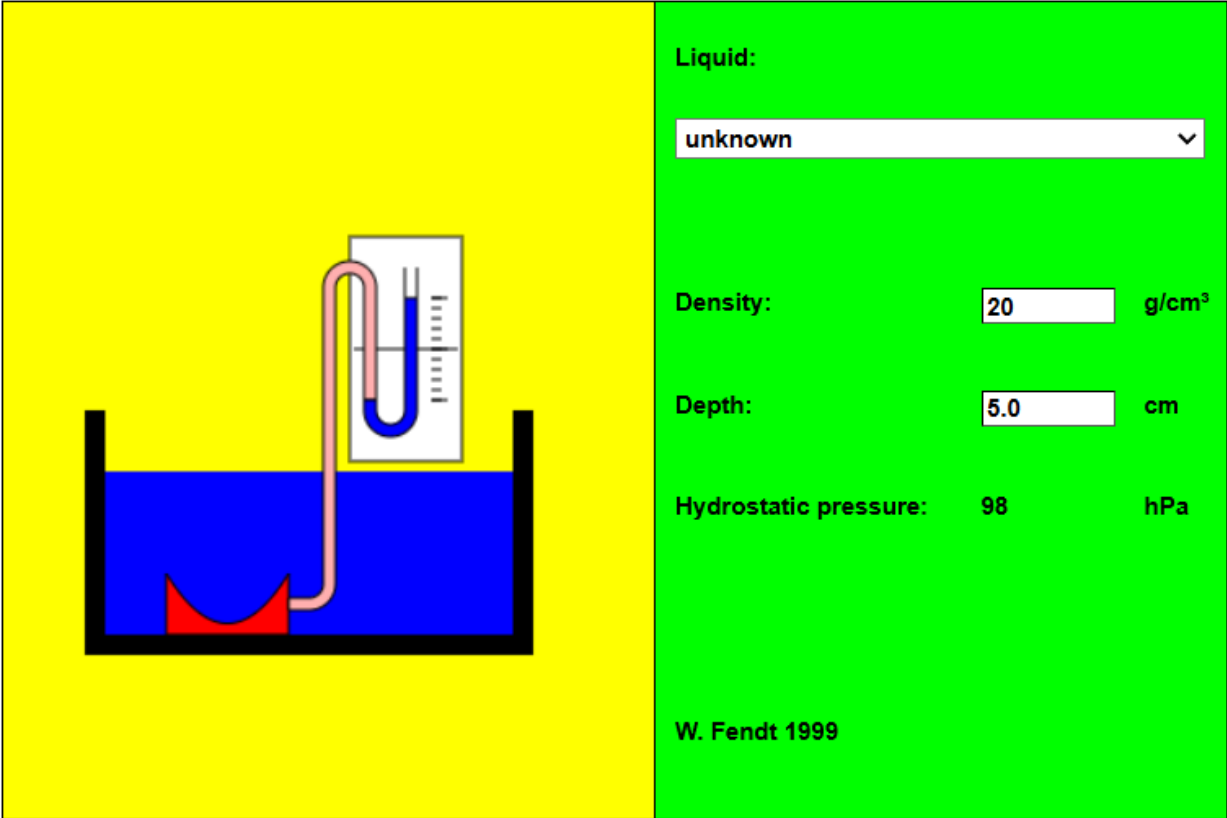 Liquid:
unknown
Density: 20 g/cm³
Depth: 5.0 cm
Hydrostatic pressure: 98 hPa
W. Fendt 1999